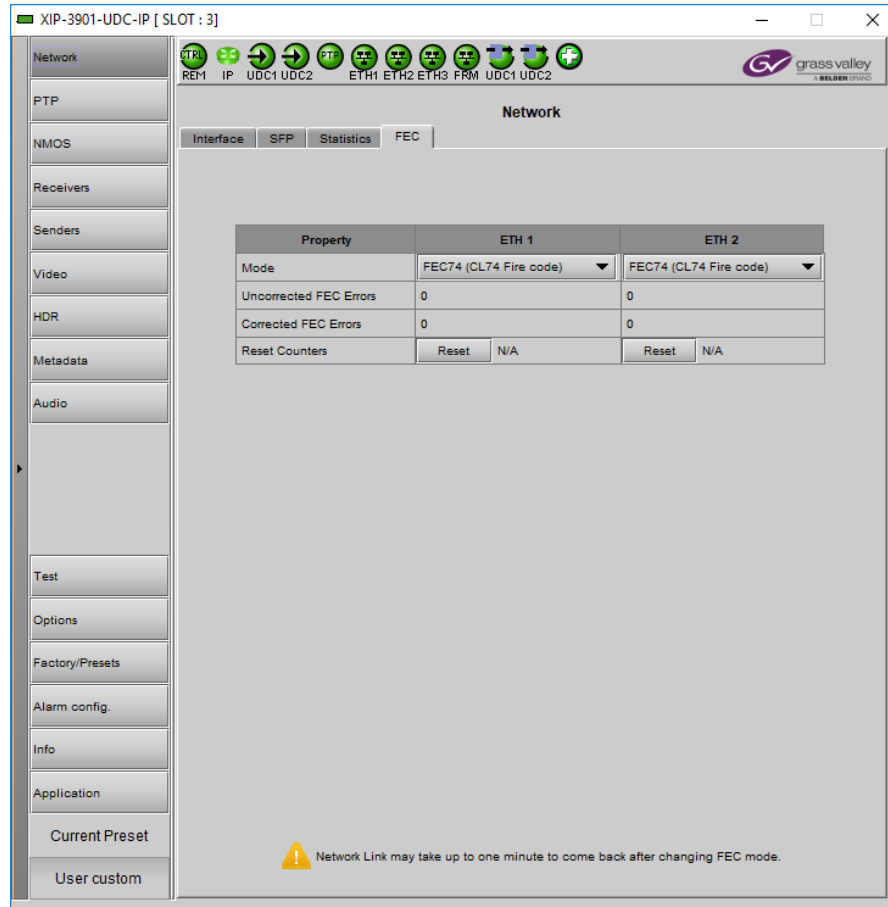 XIP-3901-UDC-IP [ SLOT : 3]
Network
PTP
NMOS
Receivers
Senders
Video
HDR
Metadata
Audio
Test
Options
Factory/Presets
Alarm config.
Info
Application
Current Preset
User custom
CTRL PTP
REM IP UDC1 UDC2 ETH1 ETH2 ETH3 FRM UDC1 UDC2
GV grass valley
A BELDEN BRAND
Network
Interface SFP Statistics FEC
Property ETH 1 ETH 2
Mode FEC74 (CL74 Fire code) FEC74 (CL74 Fire code)
Uncorrected FEC Errors 0 0
Corrected FEC Errors 0 0
Reset Counters Reset N/A Reset N/A
Network Link may take up to one minute to come back after changing FEC mode.